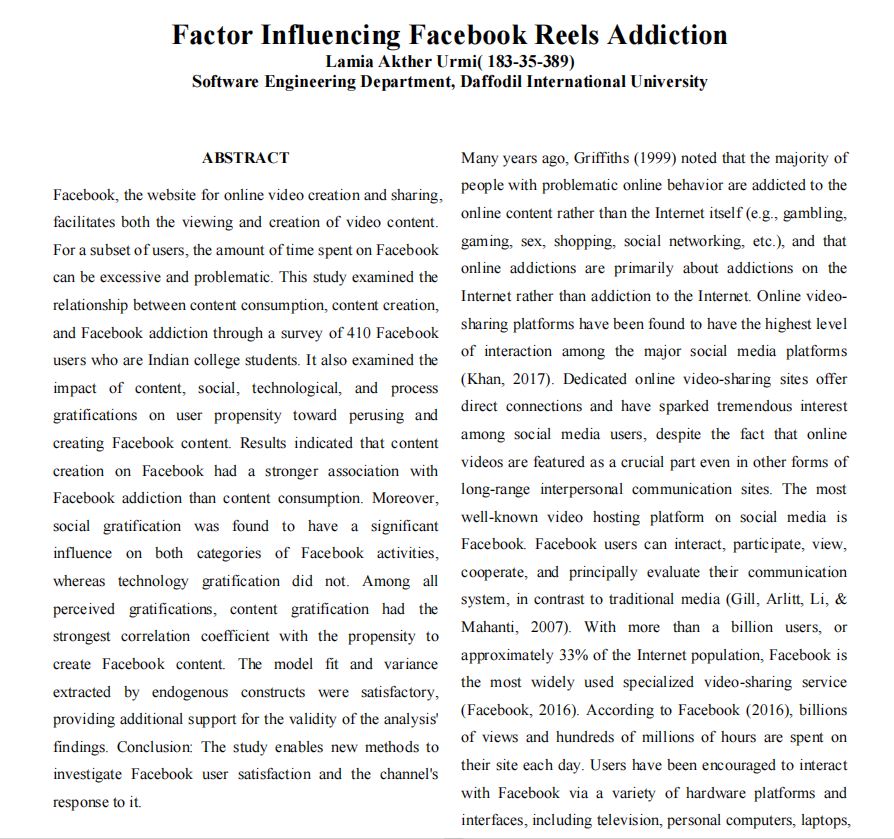 Factor Influencing Facebook Reels Addiction
Lamia Akther Urmi( 183-35-389)
Software Engineering Department, Daffodil International University
ABSTRACT
Facebook, the website for online video creation and sharing,
facilitates both the viewing and creation of video content.
For a subset of users, the amount of time spent on Facebook
can be excessive and problematic. This study examined the
relationship between content consumption, content creation,
and Facebook addiction through a survey of 410 Facebook
users who are Indian college students. It also examined the
impact of content, social, technological, and process
gratifications on user propensity toward perusing and
creating Facebook content. Results indicated that content
creation on Facebook had a stronger association with
Facebook addiction than content consumption. Moreover,
social gratification was found to have a significant
influence on both categories of Facebook activities,
whereas technology gratification did not. Among all
perceived gratifications, content gratification had the
strongest correlation coefficient with the propensity to
create Facebook content. The model fit and variance
extracted by endogenous constructs were satisfactory,
providing additional support for the validity of the analysis'
findings. Conclusion: The study enables new methods to
investigate Facebook user satisfaction and the channel's
response to it.
Many years ago, Griffiths (1999) noted that the majority of
people with problematic online behavior are addicted to the
online content rather than the Internet itself (e.g., gambling,
gaming, sex, shopping, social networking, etc.), and that
online addictions are primarily about addictions on the
Internet rather than addiction to the Internet. Online video-
sharing platforms have been found to have the highest level
of interaction among the major social media platforms
(Khan, 2017). Dedicated online video-sharing sites offer
direct connections and have sparked tremendous interest
among social media users, despite the fact that online
videos are featured as a crucial part even in other forms of
long-range interpersonal communication sites. The most
well-known video hosting platform on social media is
Facebook. Facebook users can interact, participate, view,
cooperate, and principally evaluate their communication
system, in contrast to traditional media (Gill, Arlitt, Li, &
Mahanti, 2007). With more than a billion users, or
approximately 33% of the Internet population, Facebook is
the most widely used specialized video-sharing service
(Facebook, 2016). According to Facebook (2016), billions
of views and hundreds of millions of hours are spent on
their site each day. Users have been encouraged to interact
with Facebook via a variety of hardware platforms and
interfaces, including television, personal computers, laptops,